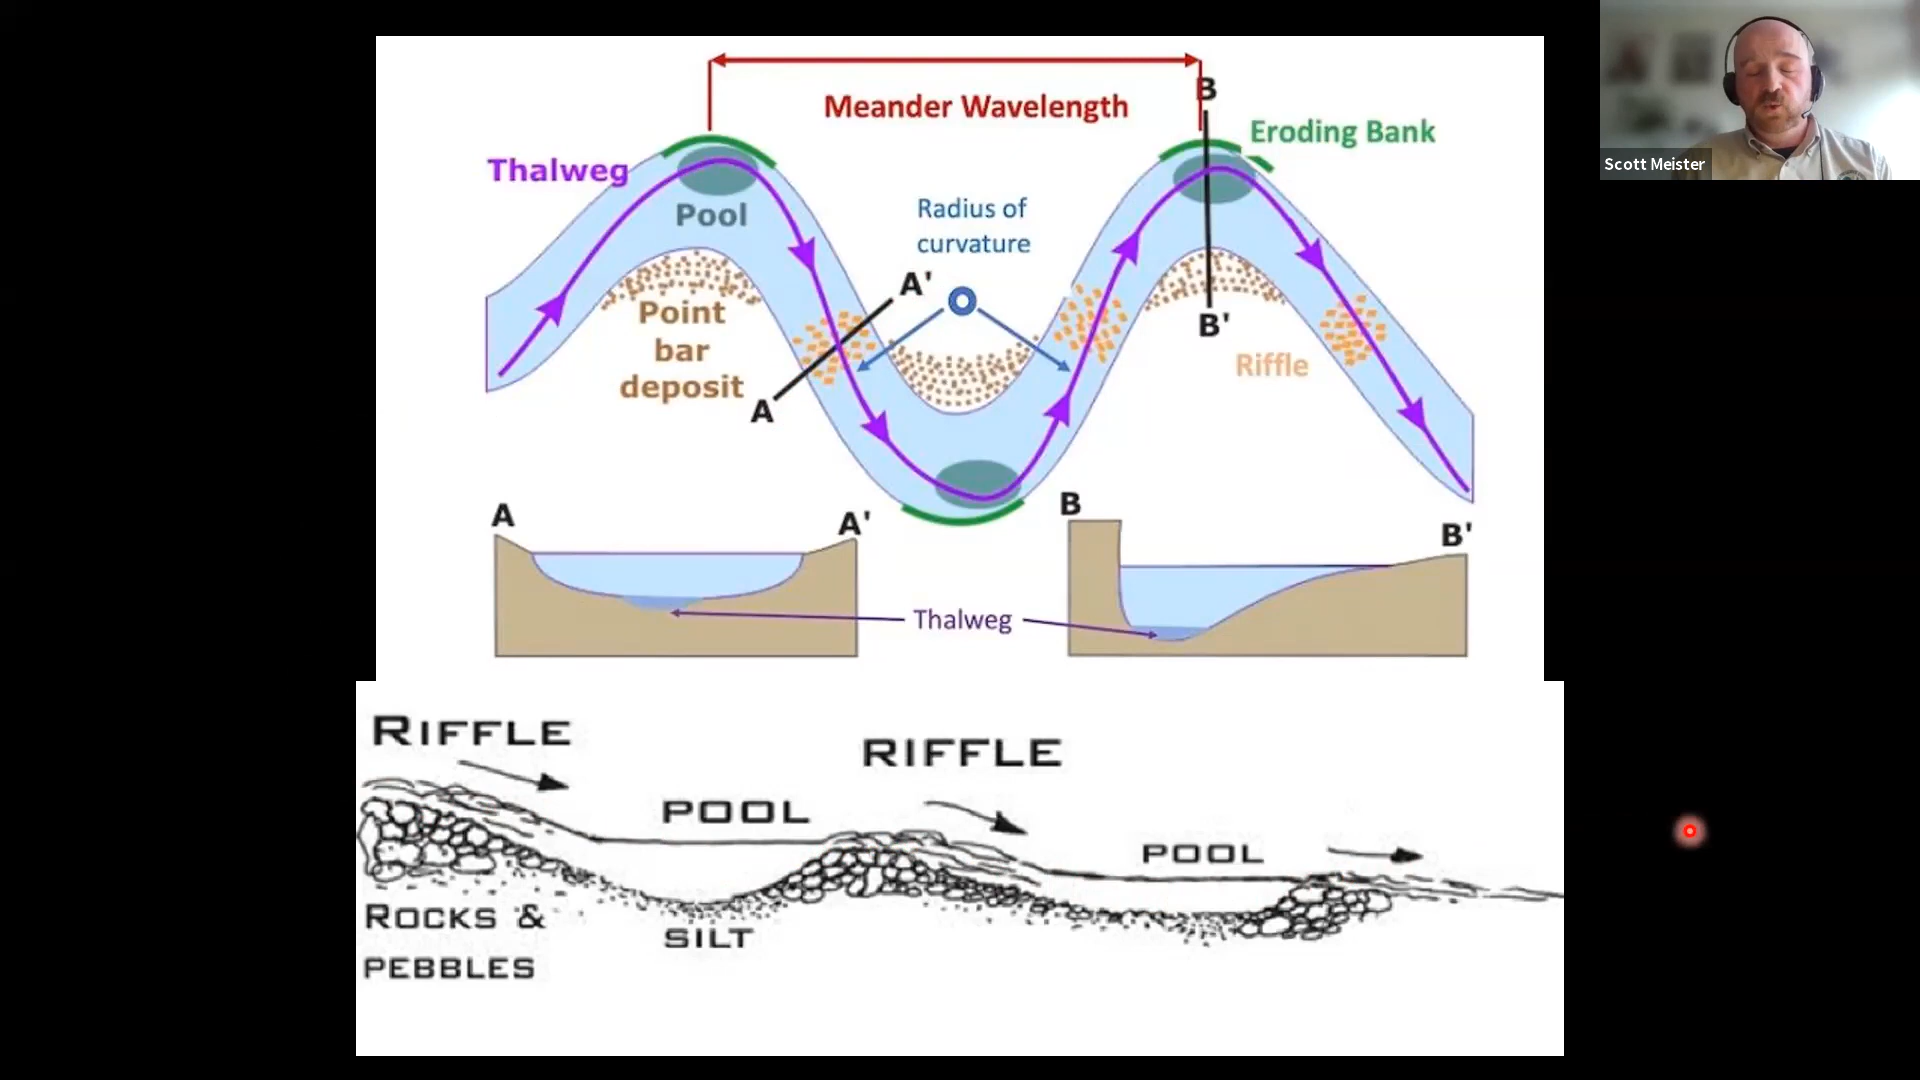 Scott Meister
Meander Wavelength
B
Eroding Bank
Thalweg
Pool
Radius of
curvature
A'
Point
bar
deposit
A
B'
Riffle
A
A'
B
B'
Thalweg
RIFFLE
RIFFLE
POOL
POOL
ROCKS &
PEBBLES
SILT